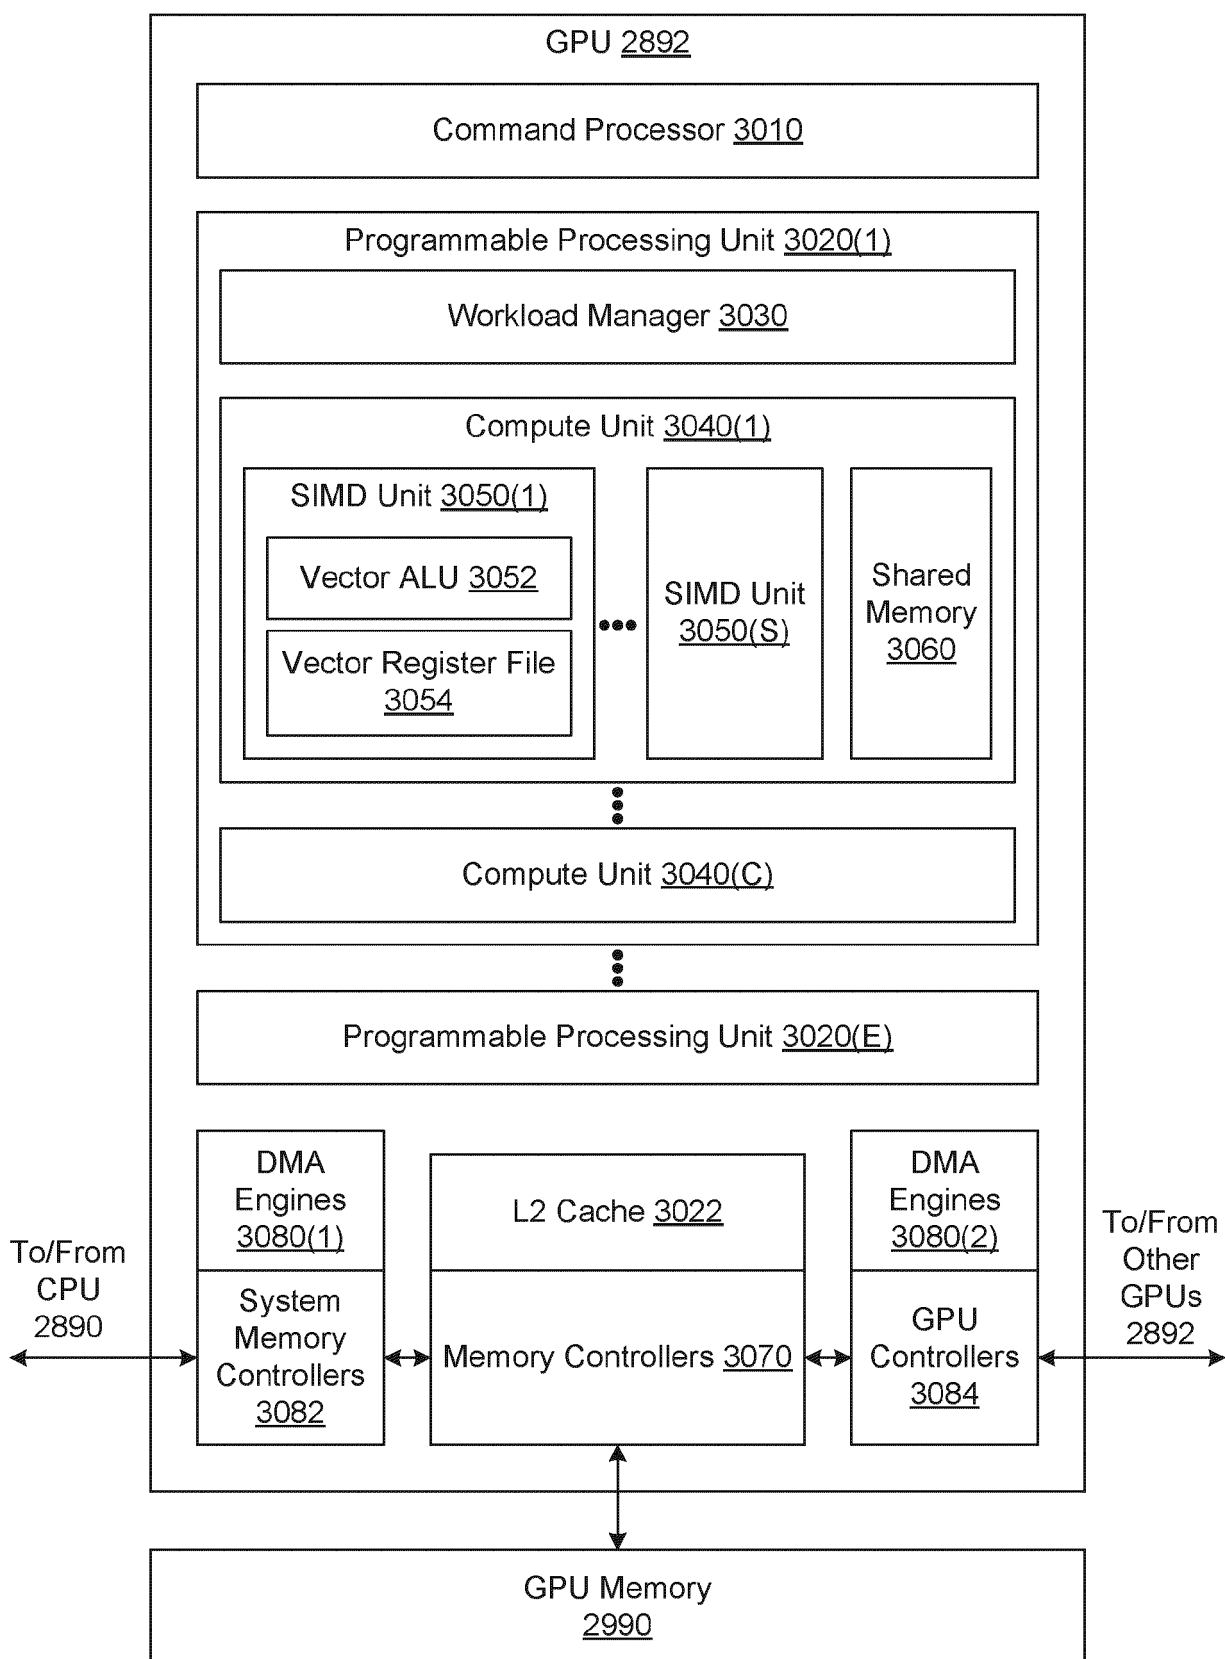 GPU 2892
Command Processor 3010
Programmable Processing Unit 3020(1)
Workload Manager 3030
Compute Unit 3040(1)
SIMD Unit 3050(1)
Vector ALU 3052
Vector Register File
3054
SIMD Unit
3050(S)
Shared
Memory
3060
Compute Unit 3040(C)
Programmable Processing Unit 3020(E)
To/From
CPU
2890
DMA
Engines
3080(1)
System
Memory
Controllers
3082
L2 Cache 3022
Memory Controllers 3070
DMA
Engines
3080(2)
GPU
Controllers
3084
To/From
Other
GPUs
2892
GPU Memory
2990